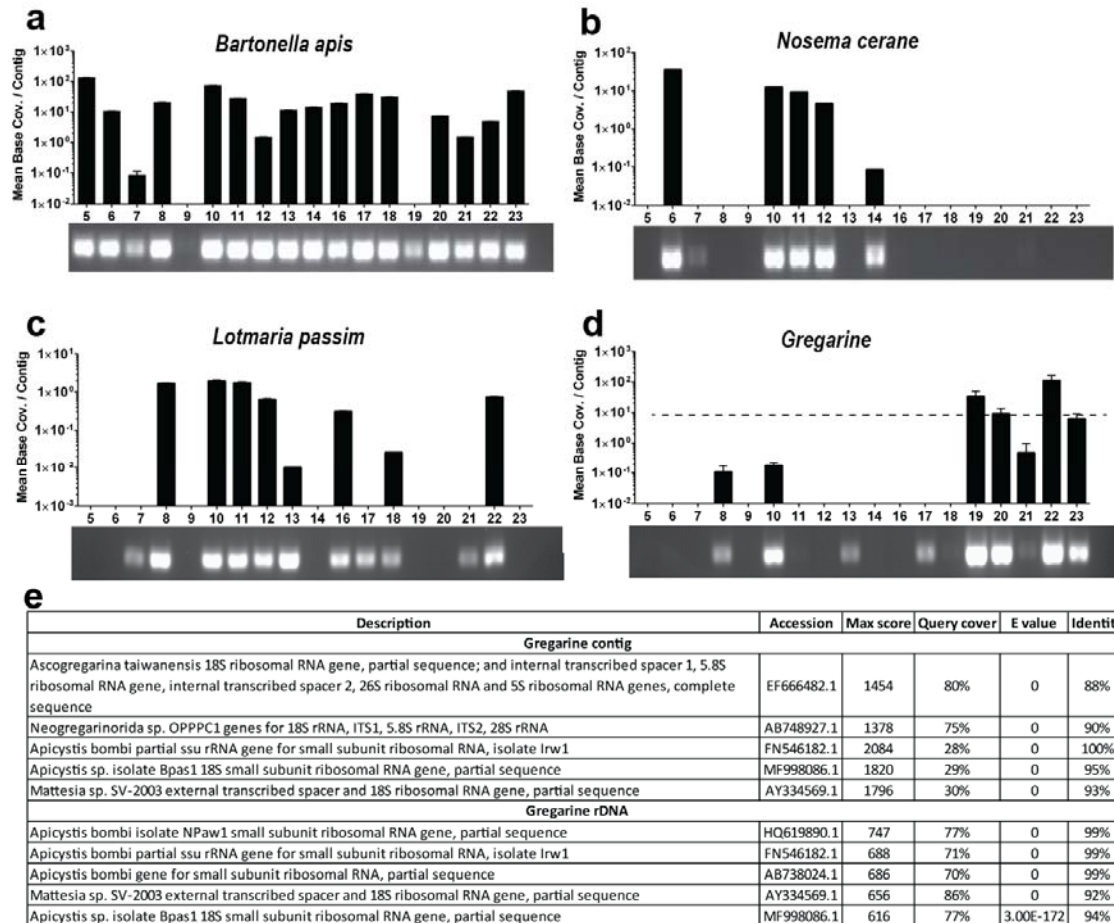 a
Bartonella apis
Mean Base Cov. / Contig
1×10³
1×10²
1×10¹
1×10⁰
1×10⁻¹
1×10⁻²
5 6 7 8 9 10 11 12 13 14 16 17 18 19 20 21 22 23
b
Nosema cerane
Mean Base Cov. / Contig
1×10²
1×10¹
1×10⁰
1×10⁻¹
1×10⁻²
5 6 7 8 9 10 11 12 13 14 16 17 18 19 20 21 22 23
c
Lotmaria passim
Mean Base Cov. / Contig
1×10¹
1×10⁰
1×10⁻¹
1×10⁻²
1×10⁻³
5 6 7 8 9 10 11 12 13 14 16 17 18 19 20 21 22 23
d
Gregarine
Mean Base Cov. / Contig
1×10³
1×10²
1×10¹
1×10⁰
1×10⁻¹
1×10⁻²
5 6 7 8 9 10 11 12 13 14 16 17 18 19 20 21 22 23
e
Description Accession Max score Query cover E value Identit
Gregarine contig
Ascogregarina taiwanensis 18S ribosomal RNA gene, partial sequence; and internal transcribed spacer 1, 5.8S
ribosomal RNA gene, internal transcribed spacer 2, 26S ribosomal RNA and 5S ribosomal RNA genes, complete
sequence
EF666482.1 1454 80% 0 88%
Neogregarinorida sp. OPPPC1 genes for 18S rRNA, ITS1, 5.8S rRNA, ITS2, 28S rRNA AB748927.1 1378 75% 0 90%
Apicystis bombi partial ssu rRNA gene for small subunit ribosomal RNA, isolate Irw1 FN546182.1 2084 28% 0 100%
Apicystis sp. isolate Bpas1 18S small subunit ribosomal RNA gene, partial sequence MF998086.1 1820 29% 0 95%
Mattesia sp. SV-2003 external transcribed spacer and 18S ribosomal RNA gene, partial sequence AY334569.1 1796 30% 0 93%
Gregarine rDNA
Apicystis bombi isolate NPaw1 small subunit ribosomal RNA gene, partial sequence HQ619890.1 747 77% 0 99%
Apicystis bombi partial ssu rRNA gene for small subunit ribosomal RNA, isolate Irw1 FN546182.1 688 71% 0 99%
Apicystis bombi gene for small subunit ribosomal RNA, partial sequence AB738024.1 686 70% 0 99%
Mattesia sp. SV-2003 external transcribed spacer and 18S ribosomal RNA gene, partial sequence AY334569.1 656 86% 0 92%
Apicystis sp. isolate Bpas1 18S small subunit ribosomal RNA gene, partial sequence MF998086.1 616 77% 3.00E-172 94%